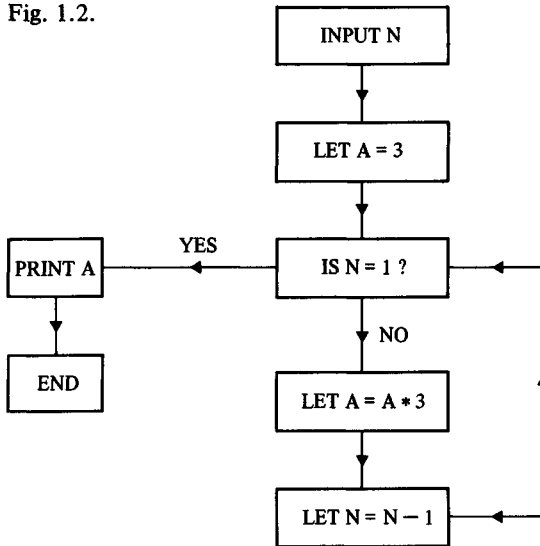 Fig. 1.2.
INPUT N
LET A = 3
IS N = 1 ?
YES
PRINT A
END
NO
LET A = A * 3
LET N = N − 1